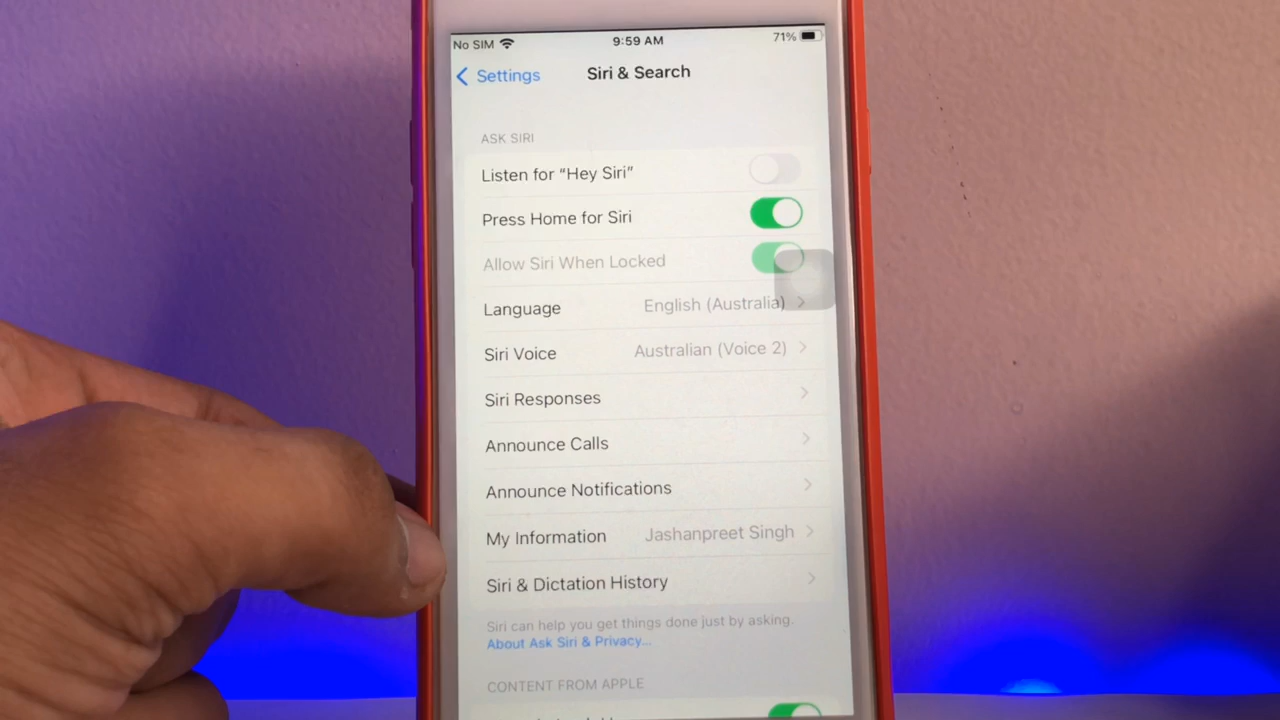 No SIM 9:59 AM 71%
Settings Siri & Search
ASK SIRI
Listen for “Hey Siri”
Press Home for Siri
Allow Siri When Locked
Language English (Australia)
Siri Voice Australian (Voice 2)
Siri Responses
Announce Calls
Announce Notifications
My Information Jashanpreet Singh
Siri & Dictation History
Siri can help you get things done just by asking.
About Ask Siri & Privacy...
CONTENT FROM APPLE